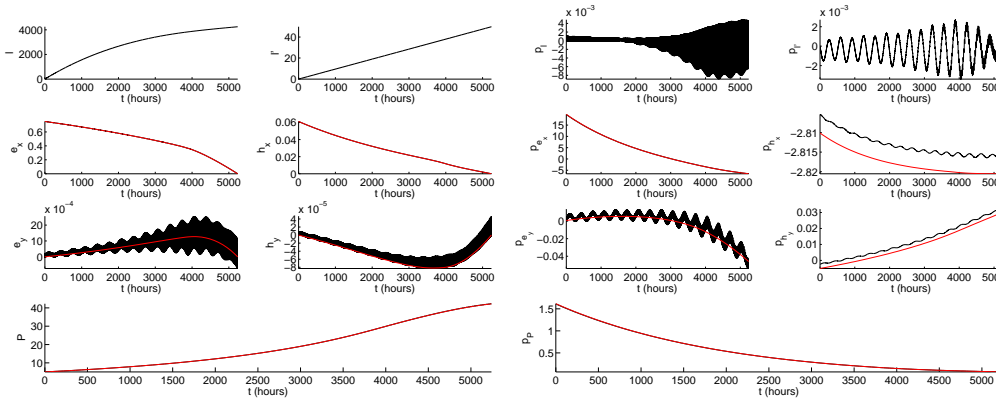 4000
2000
0
l
0 1000 2000 3000 4000 5000
t (hours)
40
20
0
l'
0 1000 2000 3000 4000 5000
t (hours)
x 10⁻³
2
0
−2
−4
−6
−8
p_l
0 1000 2000 3000 4000 5000
t (hours)
x 10⁻³
2
0
−2
p_l'
0 1000 2000 3000 4000 5000
t (hours)
0.6
0.4
0.2
0
e_x
0 1000 2000 3000 4000 5000
t (hours)
0.06
0.04
0.02
0
h_x
0 1000 2000 3000 4000 5000
t (hours)
15
10
5
0
−5
p_e_x
0 1000 2000 3000 4000 5000
t (hours)
−2.81
−2.815
−2.82
p_h_x
0 1000 2000 3000 4000 5000
t (hours)
x 10⁻⁴
20
10
0
e_y
0 1000 2000 3000 4000 5000
t (hours)
x 10⁻⁵
4
2
0
−2
−4
−6
−8
h_y
0 1000 2000 3000 4000 5000
t (hours)
0
−0.02
−0.04
p_e_y
0 1000 2000 3000 4000 5000
t (hours)
0.03
0.02
0.01
0
p_h_y
0 1000 2000 3000 4000 5000
t (hours)
40
30
20
10
P
0 500 1000 1500 2000 2500 3000 3500 4000 4500 5000
t (hours)
1.5
1
0.5
p_P
0 500 1000 1500 2000 2500 3000 3500 4000 4500 5000
t (hours)